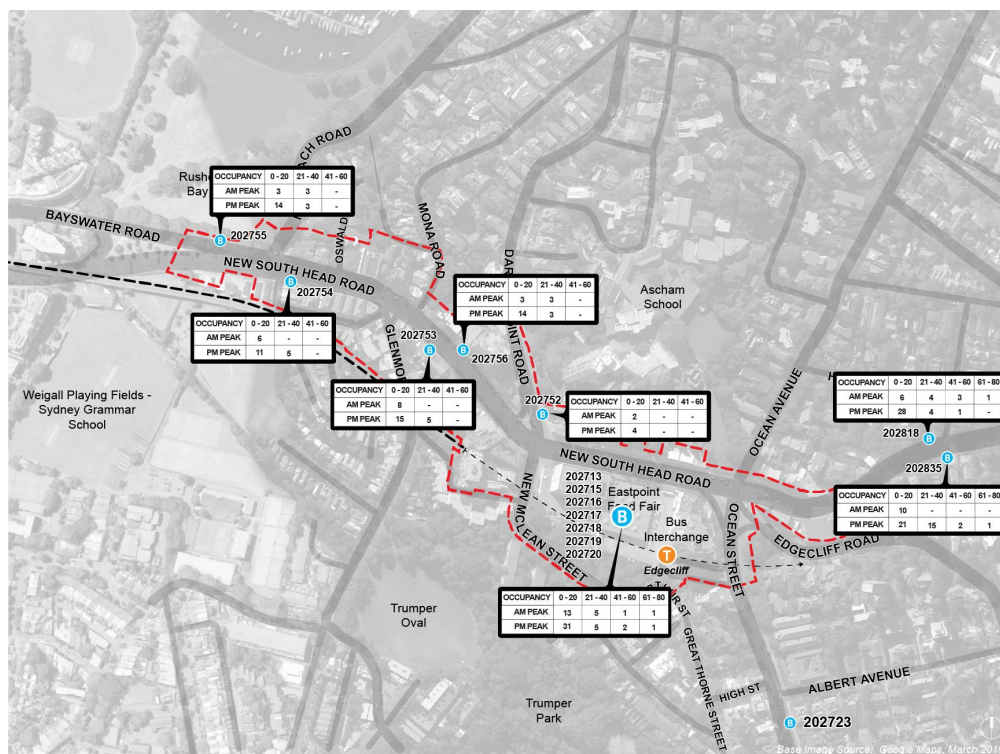 ACH ROAD
Rush
Bay
OCCUPANCY 0 - 20 21 - 40 41 - 60
AM PEAK 3 3 -
PM PEAK 14 3 -
BAYSWATER ROAD
202755
OSWALD
MONA ROAD
NEW SOUTH HEAD ROAD
202754
DAR
INT ROAD
OCCUPANCY 0 - 20 21 - 40 41 - 60
AM PEAK 3 3 -
PM PEAK 14 3 -
Ascham
School
OCCUPANCY 0 - 20 21 - 40 41 - 60
AM PEAK 6 - -
PM PEAK 11 5 -
GLENMO
202753
202756
OCCUPANCY 0 - 20 21 - 40 41 - 60
AM PEAK 8 - -
PM PEAK 15 5 -
Weigall Playing Fields -
Sydney Grammar
School
202752
OCCUPANCY 0 - 20 21 - 40 41 - 60
AM PEAK 2 - -
PM PEAK 4 - -
OCEAN AVENUE
OCCUPANCY 0 - 20 21 - 40 41 - 60 61 - 80
AM PEAK 6 4 3 1
PM PEAK 28 4 1 -
202818
202835
NEW SOUTH HEAD ROAD
OCCUPANCY 0 - 20 21 - 40 41 - 60 61 - 80
AM PEAK 10 - - -
PM PEAK 21 15 2 1
202713
202715
202716
202717
202718
202719
202720
Eastpoint
Food Fair
B
Bus
Interchange
T
Edgecliff
NEW MCLEAN STREET
OCEAN STREET
EDGECLIFF ROAD
OCCUPANCY 0 - 20 21 - 40 41 - 60 61 - 80
AM PEAK 13 5 1 1
PM PEAK 31 5 2 1
Trumper
Oval
GREAT THORNE STREET
Trumper
Park
HIGH ST
ALBERT AVENUE
202723
Base Image Source: Google Maps, March 201